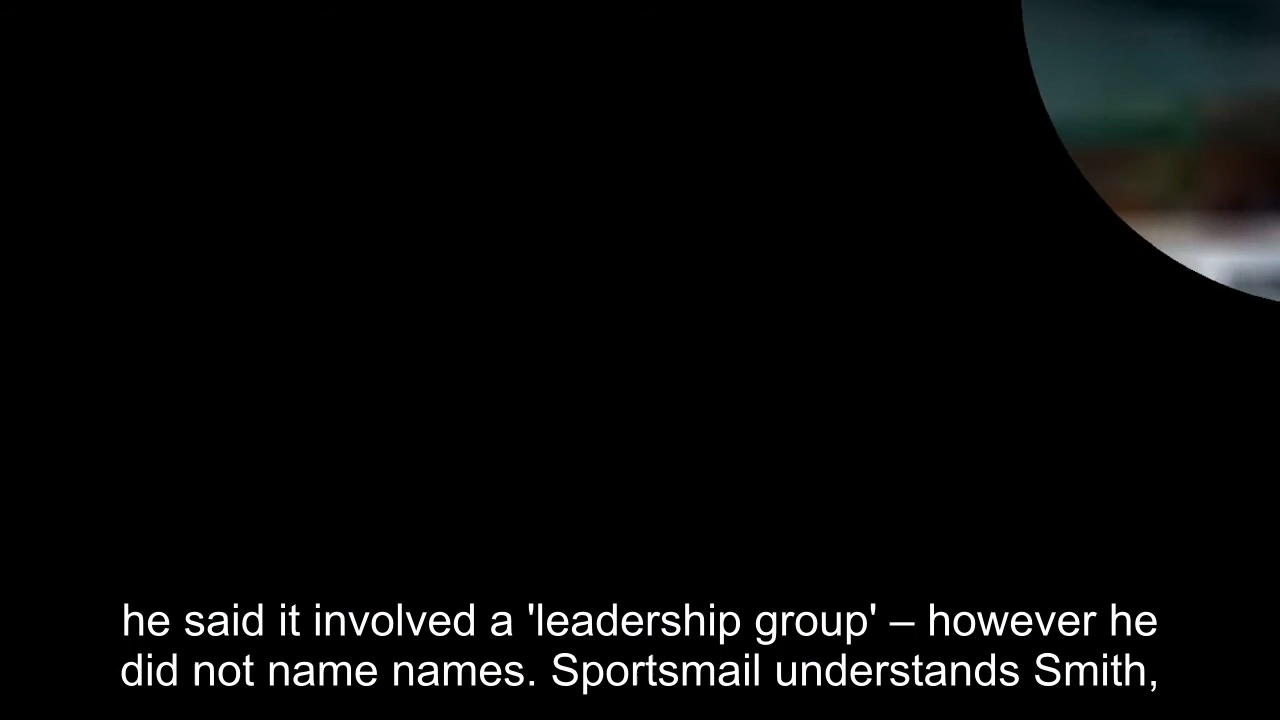 he said it involved a 'leadership group' – however he
did not name names. Sportsmail understands Smith,